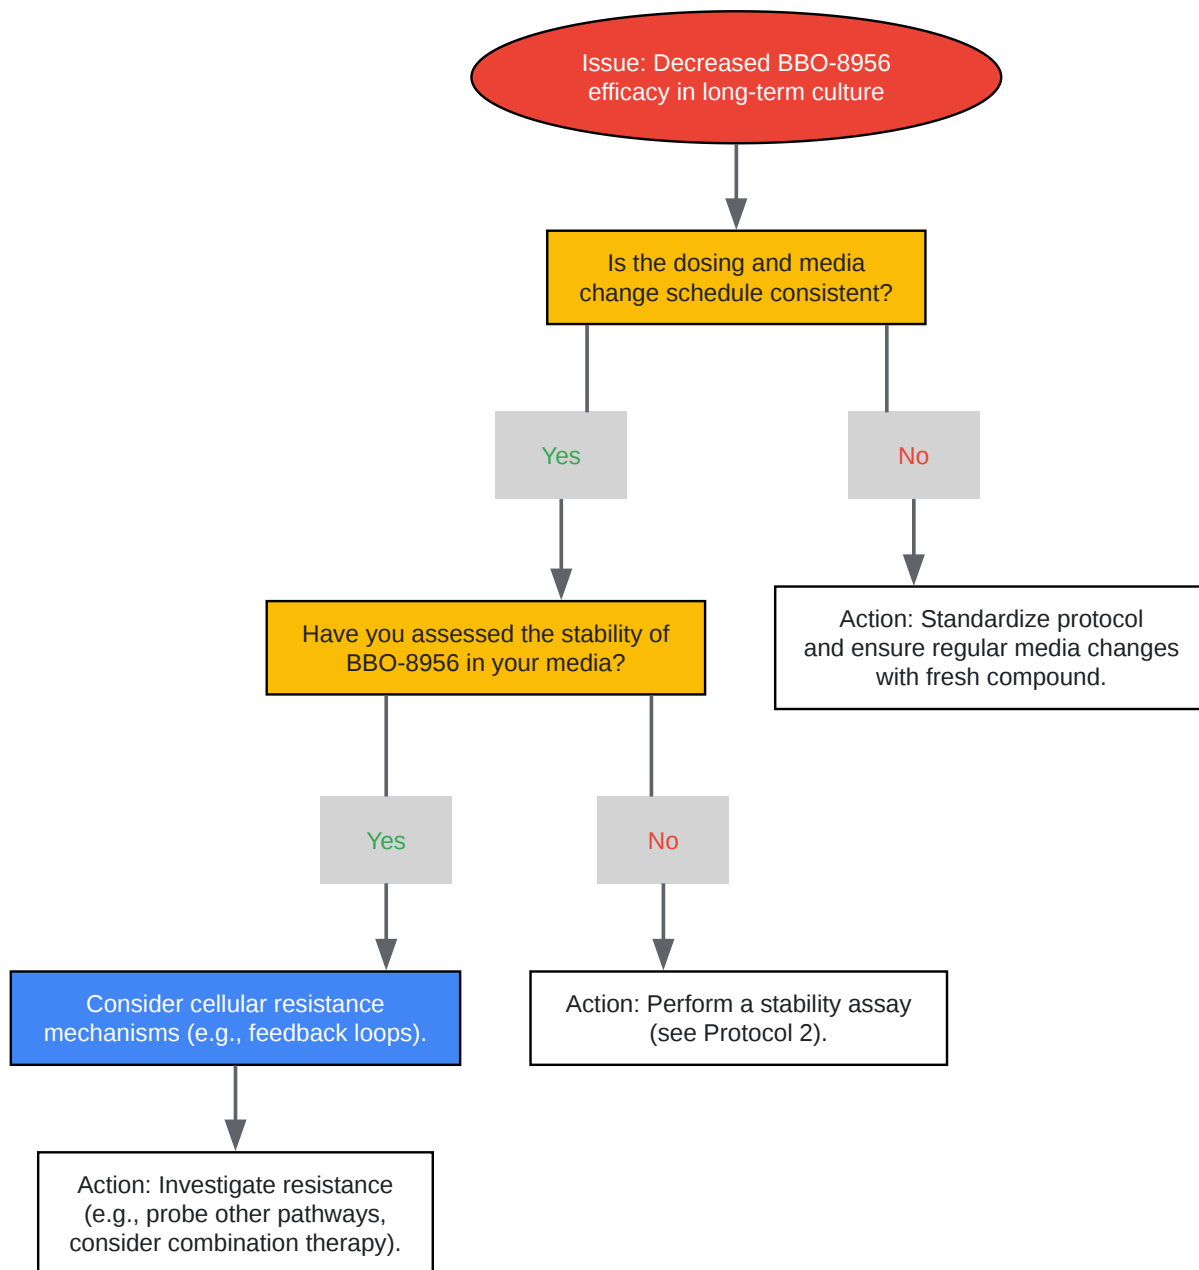 Issue: Decreased BBO-8956
efficacy in long-term culture
Is the dosing and media
change schedule consistent?
Yes
No
Action: Standardize protocol
and ensure regular media changes
with fresh compound.
Have you assessed the stability of
BBO-8956 in your media?
Yes
No
Consider cellular resistance
mechanisms (e.g., feedback loops).
Action: Perform a stability assay
(see Protocol 2).
Action: Investigate resistance
(e.g., probe other pathways,
consider combination therapy).